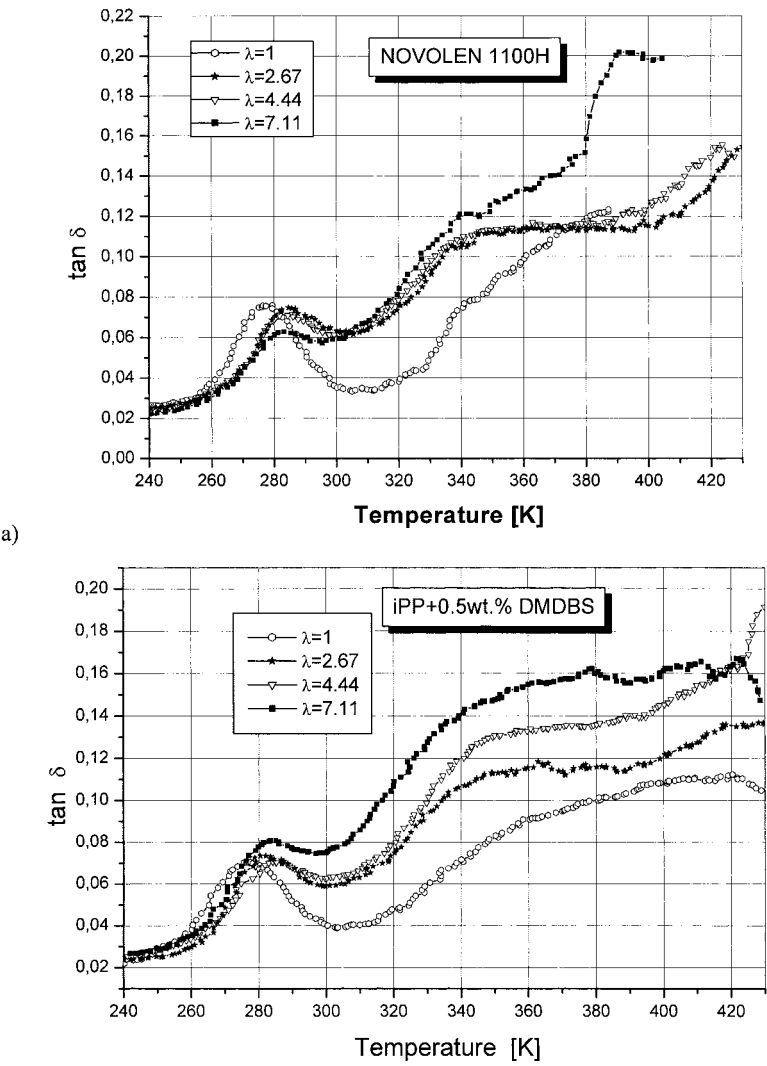 0,22
0,20
0,18
0,16
0,14
0,12
0,10
0,08
0,06
0,04
0,02
0,00
tan δ
λ=1
λ=2.67
λ=4.44
λ=7.11
NOVOLEN 1100H
240 260 280 300 320 340 360 380 400 420
Temperature [K]
a)
0,20
0,18
0,16
0,14
0,12
0,10
0,08
0,06
0,04
0,02
tan δ
λ=1
λ=2.67
λ=4.44
λ=7.11
iPP+0.5wt.% DMDBS
240 260 280 300 320 340 360 380 400 420
Temperature [K]